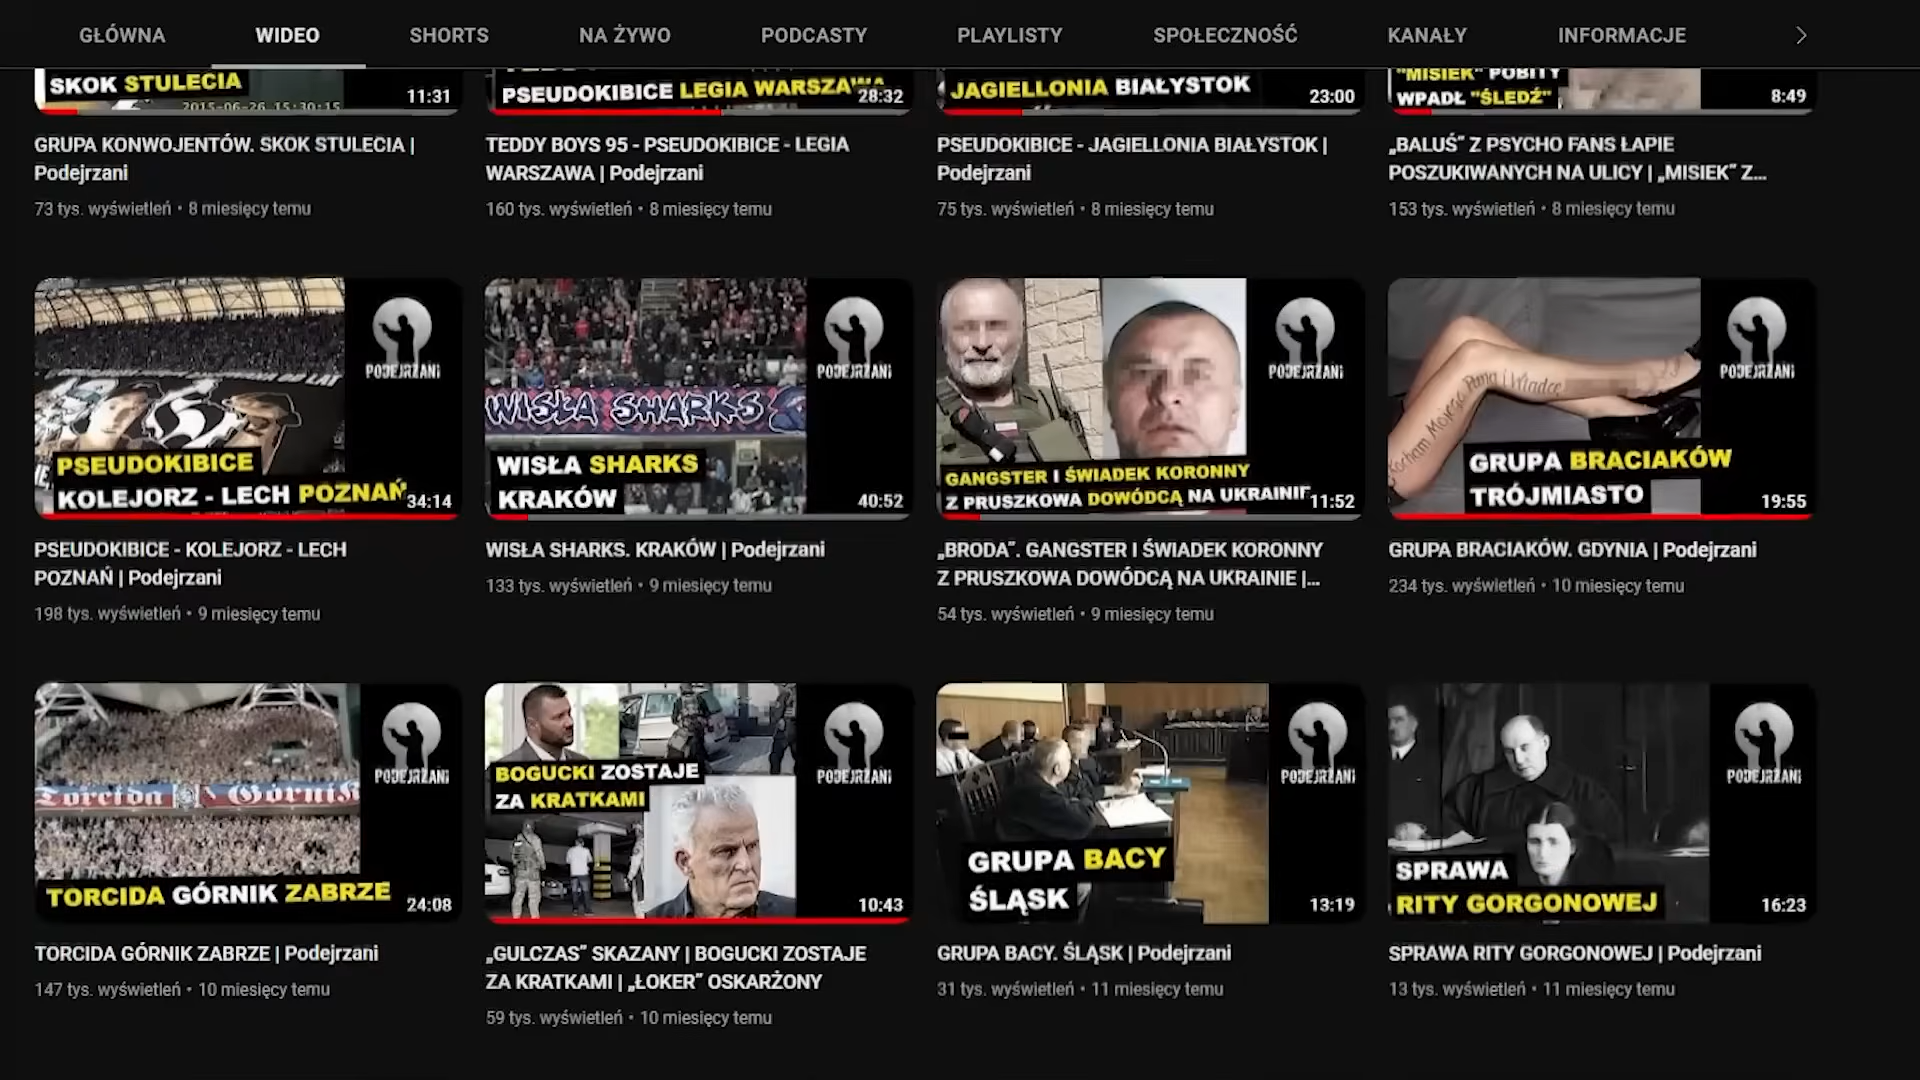 GŁÓWNA WIDEO SHORTS NA ŻYWO PODCASTY PLAYLISTY SPOŁECZNOŚĆ KANAŁY INFORMACJE
SKOK STULECIA
2015-06-26 15:30:15
11:31
PSEUDOKIBICE LEGIA WARSZAWA
28:32
JAGIELLONIA BIAŁYSTOK
23:00
"MISIEK" POBITY
WPADŁ "ŚLEDŹ"
8:49
GRUPA KONWOJENTÓW. SKOK STULECIA |
Podejrzani
73 tys. wyświetleń • 8 miesięcy temu
TEDDY BOYS 95 - PSEUDOKIBICE - LEGIA
WARSZAWA | Podejrzani
160 tys. wyświetleń • 8 miesięcy temu
PSEUDOKIBICE - JAGIELLONIA BIAŁYSTOK |
Podejrzani
75 tys. wyświetleń • 8 miesięcy temu
„BALUŚ” Z PSYCHO FANS ŁAPIE
POSZUKIWANYCH NA ULICY | „MISIEK” Z...
153 tys. wyświetleń • 8 miesięcy temu
PODEJRZANI
PSEUDOKIBICE
KOLEJORZ - LECH POZNAŃ
34:14
PODEJRZANI
WISŁA SHARKS
WISŁA SHARKS
KRAKÓW
40:52
PODEJRZANI
GANGSTER I ŚWIADEK KORONNY
Z PRUSZKOWA DOWÓDCĄ NA UKRAINIE
11:52
PODEJRZANI
Kocham Mojego Pana i Władcę
GRUPA BRACIAKÓW
TRÓJMIASTO
19:55
PSEUDOKIBICE - KOLEJORZ - LECH
POZNAŃ | Podejrzani
198 tys. wyświetleń • 9 miesięcy temu
WISŁA SHARKS. KRAKÓW | Podejrzani
133 tys. wyświetleń • 9 miesięcy temu
„BRODA”. GANGSTER I ŚWIADEK KORONNY
Z PRUSZKOWA DOWÓDCĄ NA UKRAINIE |...
54 tys. wyświetleń • 9 miesięcy temu
GRUPA BRACIAKÓW. GDYNIA | Podejrzani
234 tys. wyświetleń • 10 miesięcy temu
PODEJRZANI
Torcida Górnik
TORCIDA GÓRNIK ZABRZE
24:08
PODEJRZANI
BOGUCKI ZOSTAJE
ZA KRATKAMI
10:43
PODEJRZANI
GRUPA BACY
ŚLĄSK
13:19
PODEJRZANI
SPRAWA
RITY GORGONOWEJ
16:23
TORCIDA GÓRNIK ZABRZE | Podejrzani
147 tys. wyświetleń • 10 miesięcy temu
„GULCZAS” SKAZANY | BOGUCKI ZOSTAJE
ZA KRATKAMI | „ŁOKER” OSKARŻONY
59 tys. wyświetleń • 10 miesięcy temu
GRUPA BACY. ŚLĄSK | Podejrzani
31 tys. wyświetleń • 11 miesięcy temu
SPRAWA RITY GORGONOWEJ | Podejrzani
13 tys. wyświetleń • 11 miesięcy temu